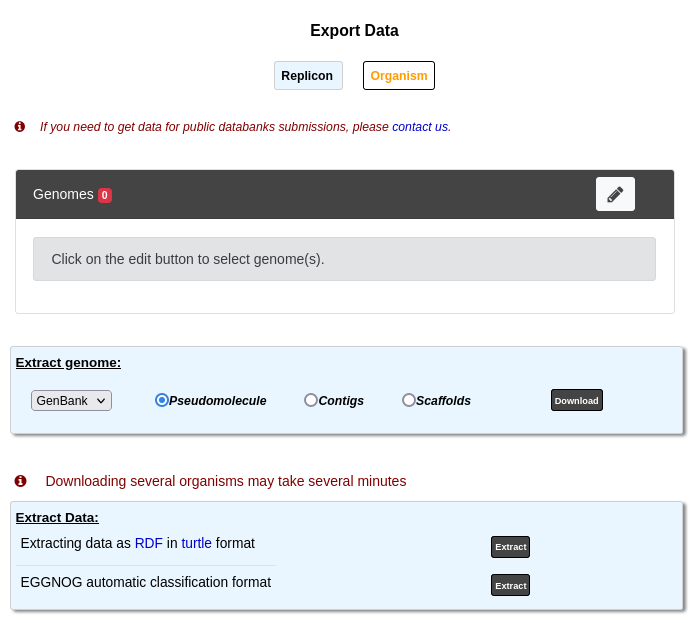 Export Data
Replicon Organism
If you need to get data for public databanks submissions, please contact us.
Genomes 0
Click on the edit button to select genome(s).
Extract genome:
GenBank Pseudomolecule Contigs Scaffolds Download
Downloading several organisms may take several minutes
Extract Data:
Extracting data as RDF in turtle format Extract
EGGNOG automatic classification format Extract